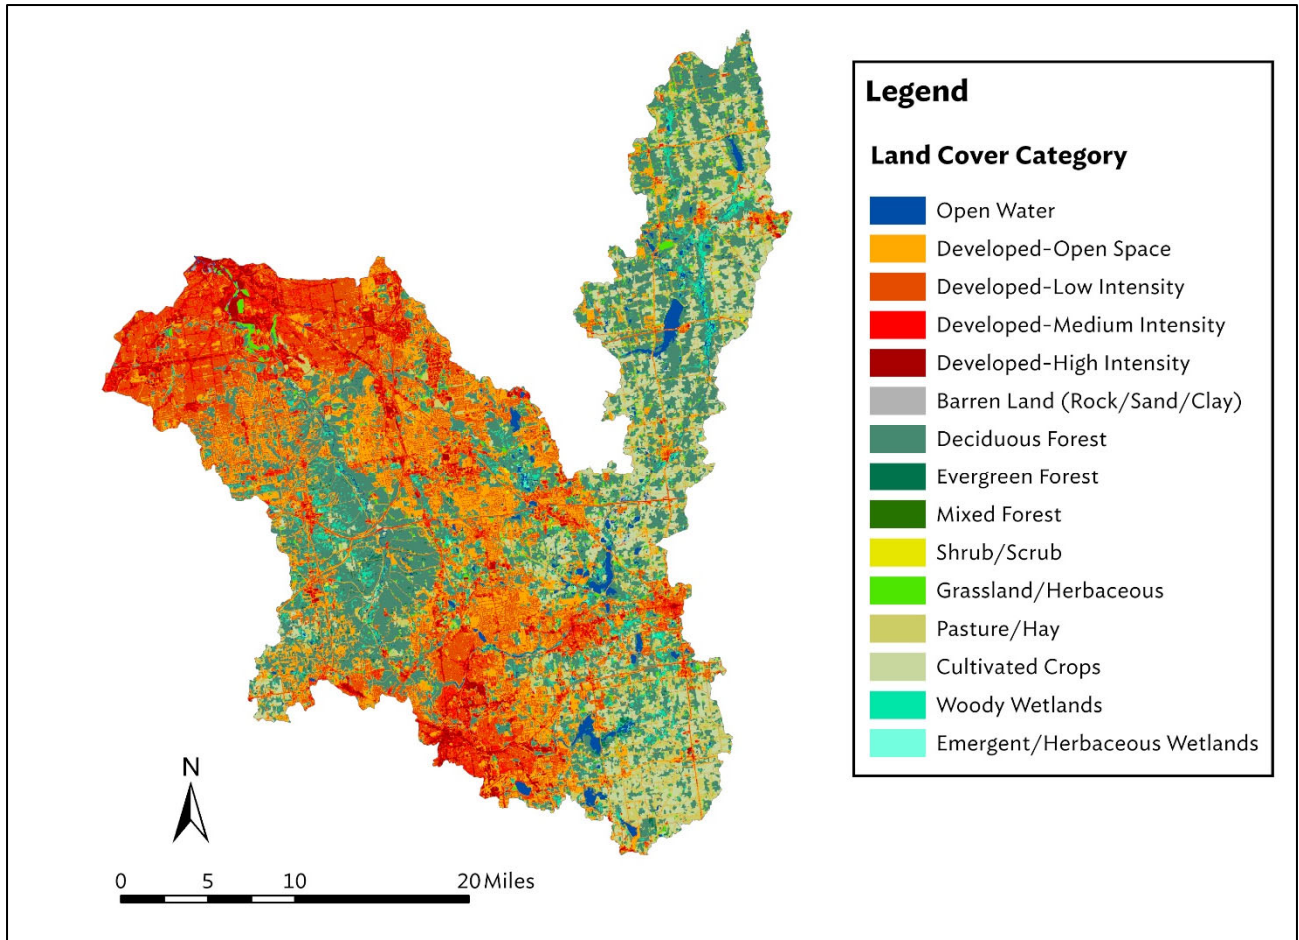 Legend
Land Cover Category
Open Water
Developed-Open Space
Developed-Low Intensity
Developed-Medium Intensity
Developed-High Intensity
Barren Land (Rock/Sand/Clay)
Deciduous Forest
Evergreen Forest
Mixed Forest
Shrub/Scrub
Grassland/Herbaceous
Pasture/Hay
Cultivated Crops
Woody Wetlands
Emergent/Herbaceous Wetlands
N
0 5 10 20 Miles